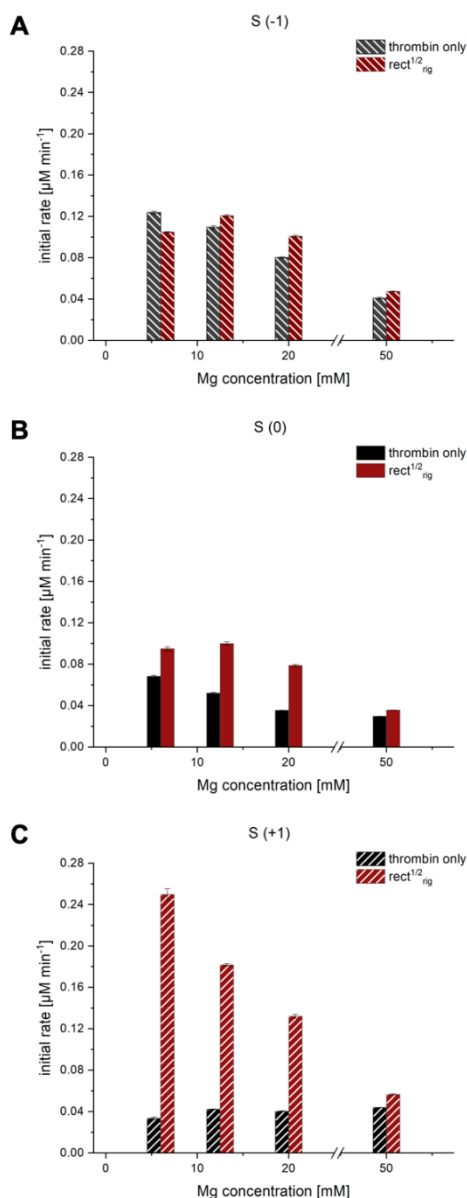 A
S (-1)
thrombin only
rect1/2rig
0.28
0.24
0.20
0.16
0.12
0.08
0.04
0.00
initial rate [µM min-1]
0 10 20 // 50
Mg concentration [mM]
B
S (0)
thrombin only
rect1/2rig
0.28
0.24
0.20
0.16
0.12
0.08
0.04
0.00
initial rate [µM min-1]
0 10 20 // 50
Mg concentration [mM]
C
S (+1)
thrombin only
rect1/2rig
0.28
0.24
0.20
0.16
0.12
0.08
0.04
0.00
initial rate [µM min-1]
0 10 20 // 50
Mg concentration [mM]